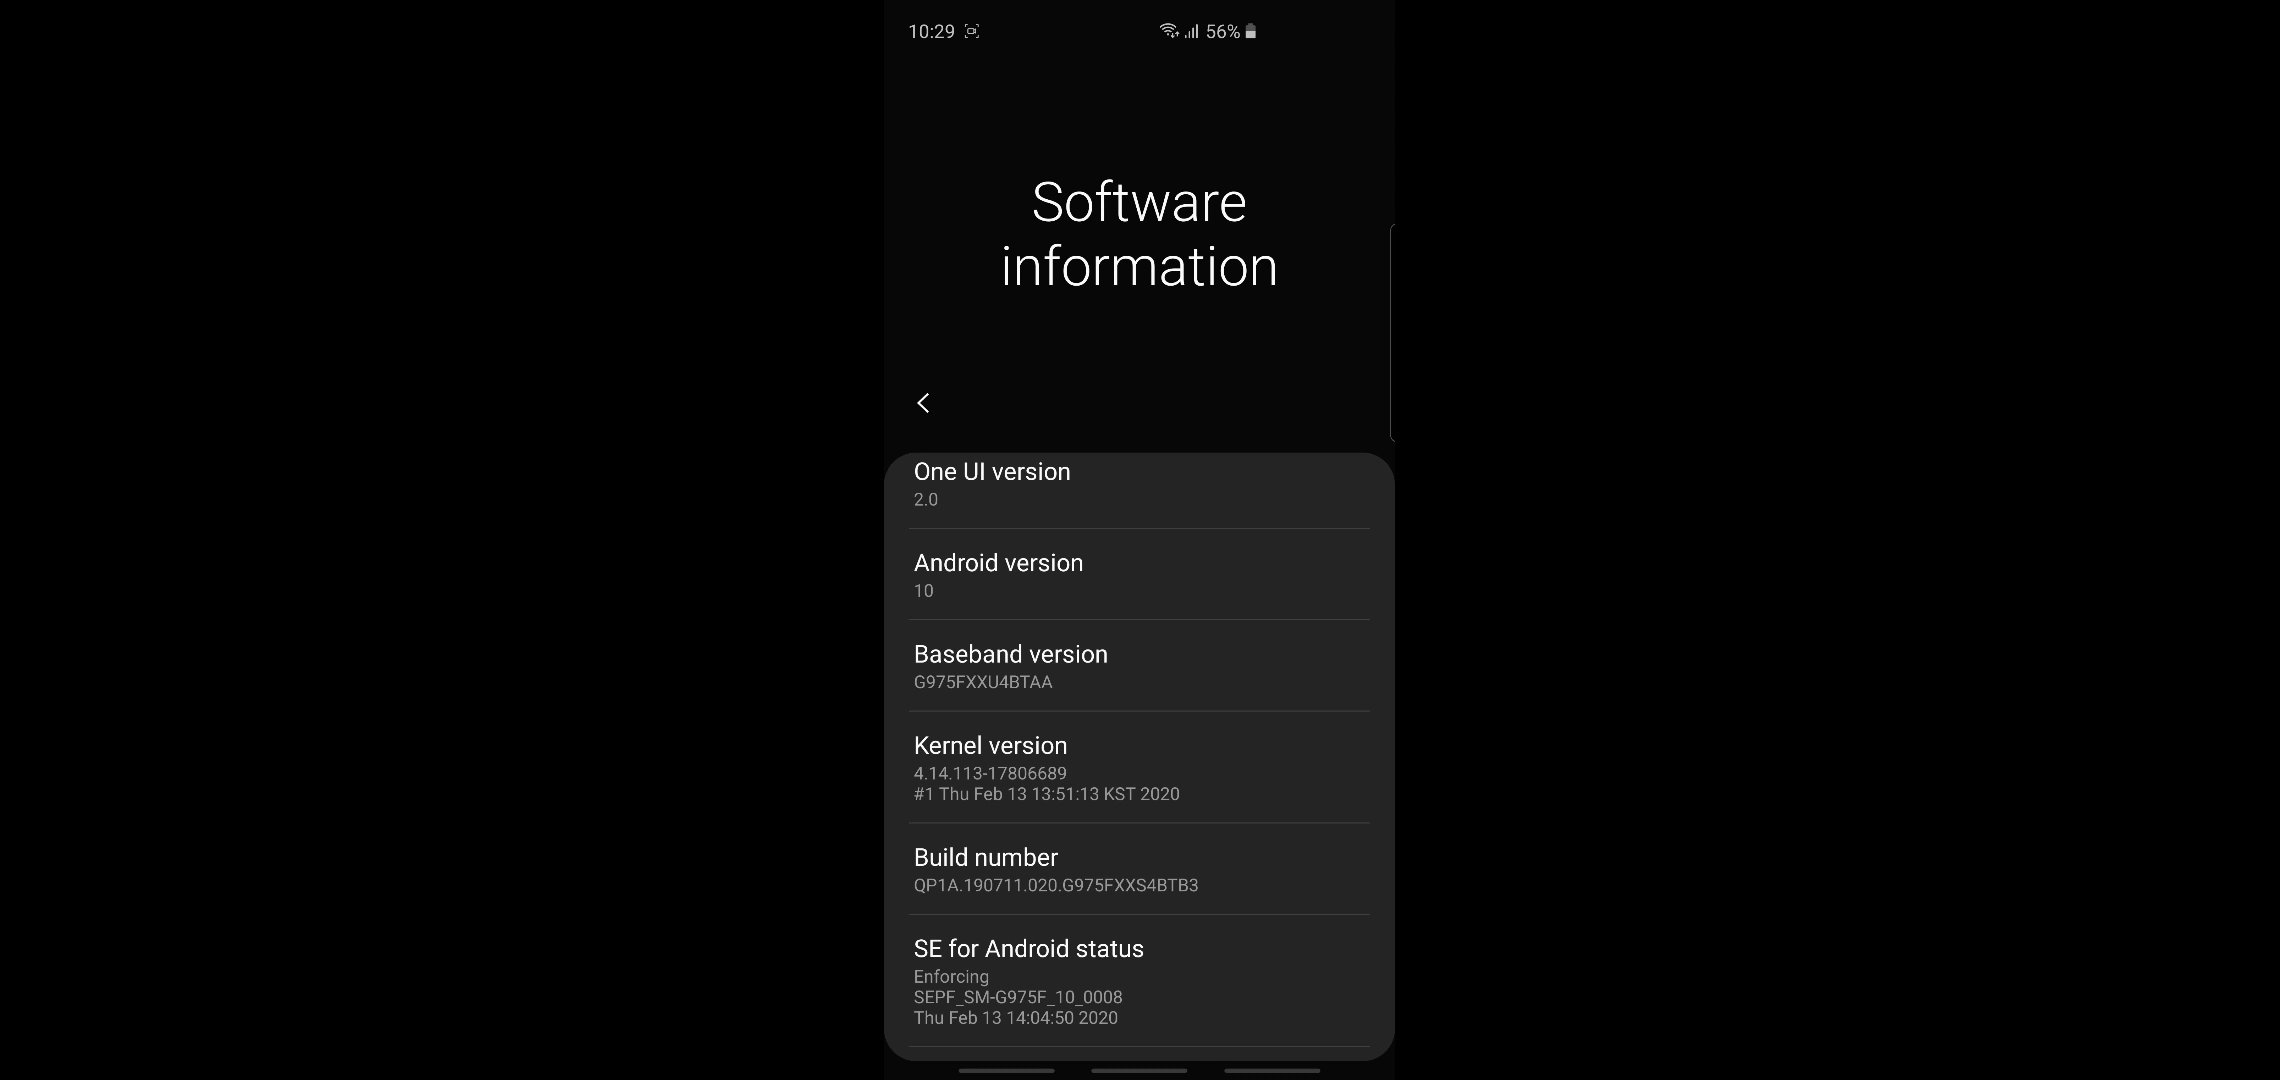 10:29 56%
Software
information
One UI version
2.0
Android version
10
Baseband version
G975FXXU4BTAA
Kernel version
4.14.113-17806689
#1 Thu Feb 13 13:51:13 KST 2020
Build number
QP1A.190711.020.G975FXXS4BTB3
SE for Android status
Enforcing
SEPF_SM-G975F_10_0008
Thu Feb 13 14:04:50 2020